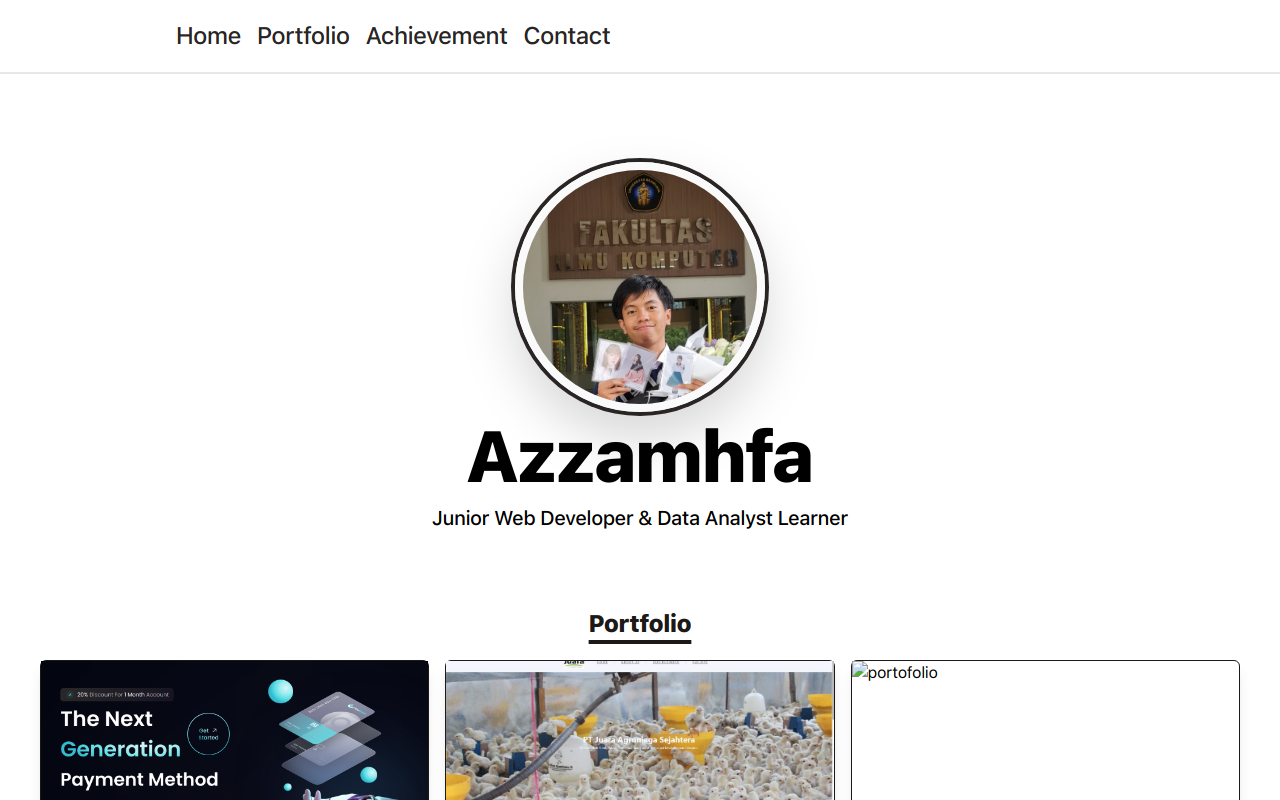 Home Portfolio Achievement Contact
FAKULTAS
ILMU KOMPUTER
Azzamhfa
Junior Web Developer & Data Analyst Learner
Portfolio
20% Discount For 1 Month Account
The Next
Generation
Payment Method
Get
Started
Juara
PT Juara Agroniaga Sejahtera
portofolio